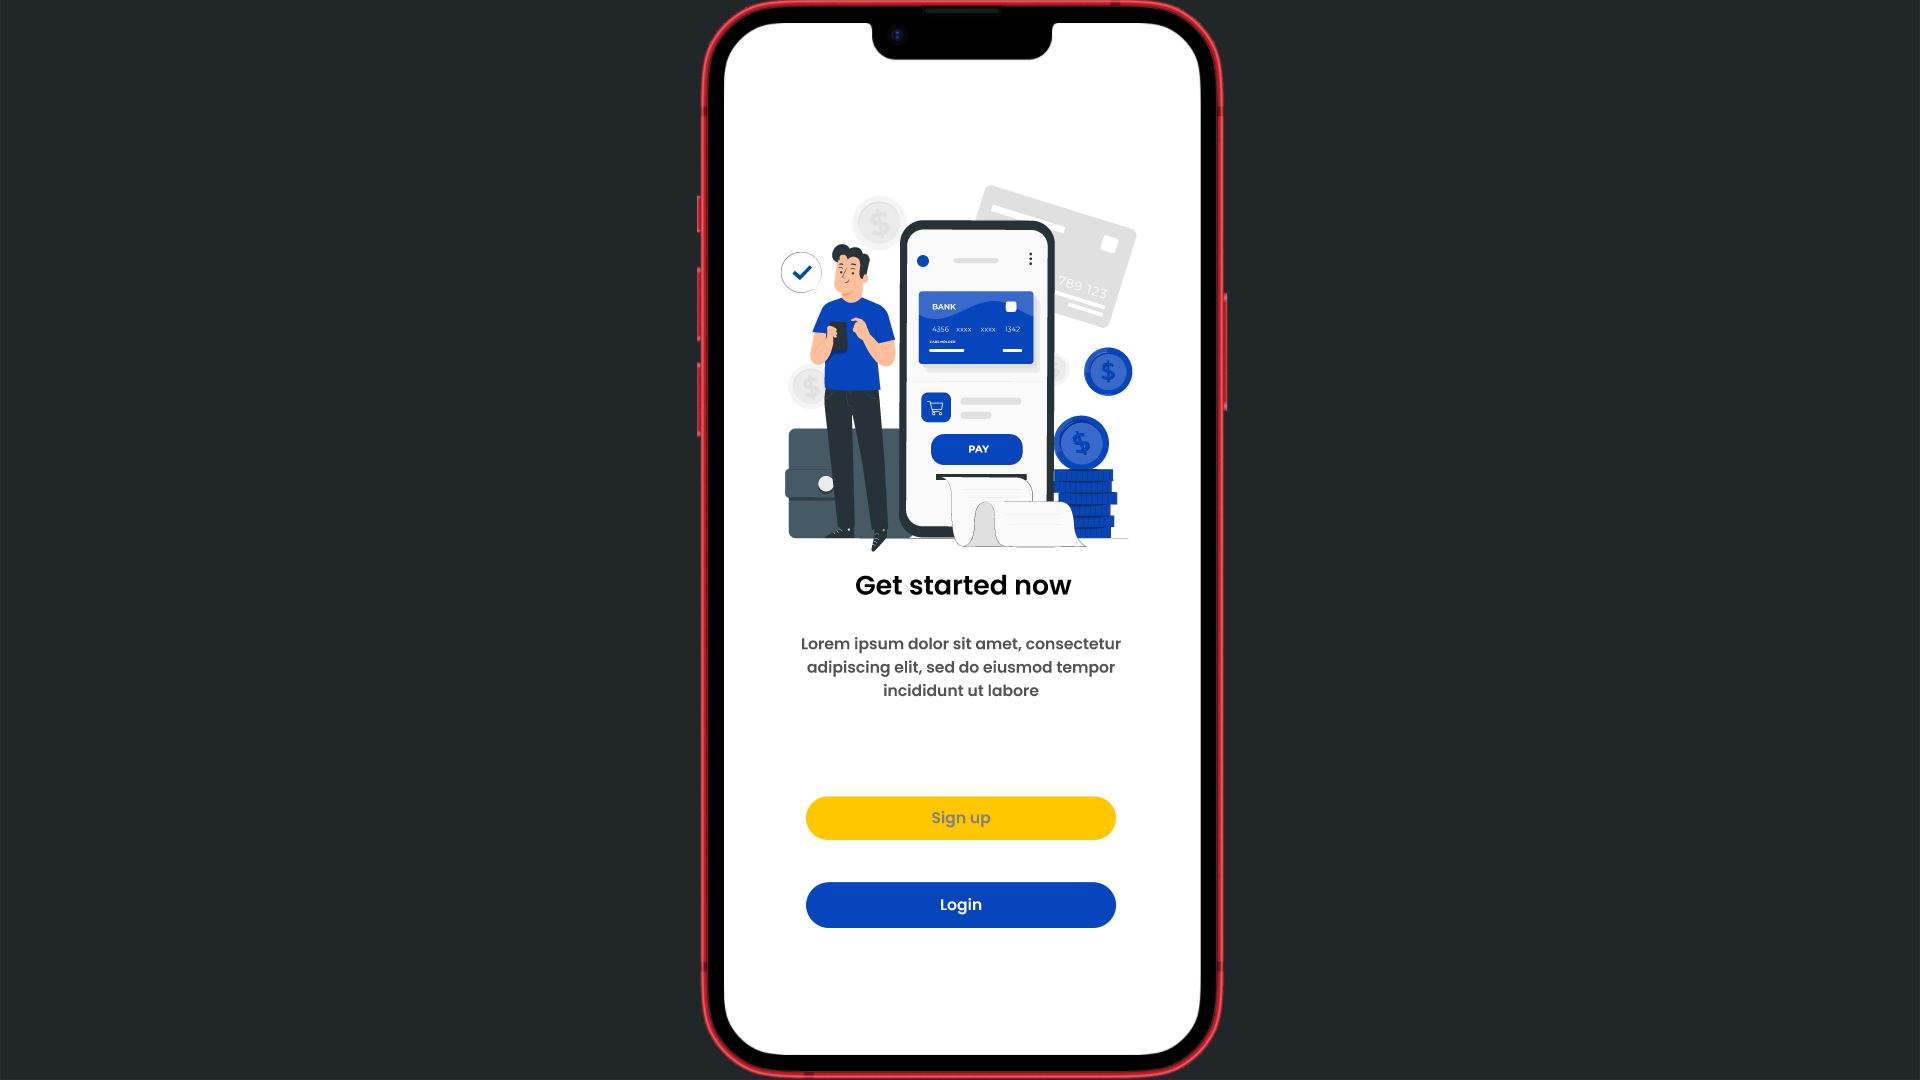 789 123
BANK
4356 xxxx xxxx 1342
PAY
Get started now
Lorem ipsum dolor sit amet, consectetur
adipiscing elit, sed do eiusmod tempor
incididunt ut labore
Sign up
Login